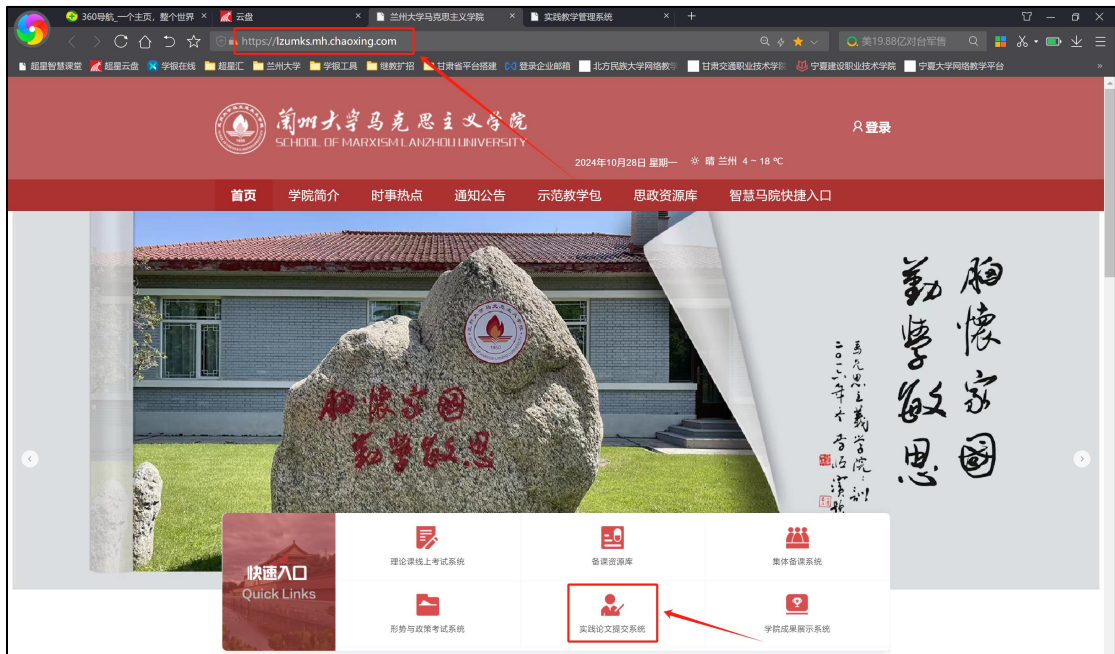 360导航_一个主页，整个世界
云盘
兰州大学马克思主义学院
实践教学管理系统
https://lzumks.mh.chaoxing.com
美19.88亿对台军售
超星智慧课堂
超星云盘
学银在线
超星汇
兰州大学
学银工具
继教扩招
甘肃省平台搭建
登录企业邮箱
北方民族大学网络教学
甘肃交通职业技术学院
宁夏建设职业技术学院
宁夏大学网络教学平台
蘭州大学马克思主义学院
SCHOOL OF MARXISM LANZHOU UNIVERSITY
登录
2024年10月28日 星期一 晴 兰州 4 ~ 18 ℃
首页 学院简介 时事热点 通知公告 示范教学包 思政资源库 智慧马院快捷入口
胸懷家國
勤學敏思
胸懷家國
勤學敏思
快速入口
Quick Links
理论课线上考试系统
备课资源库
集体备课系统
形势与政策考试系统
实践论文提交系统
学院成果展示系统